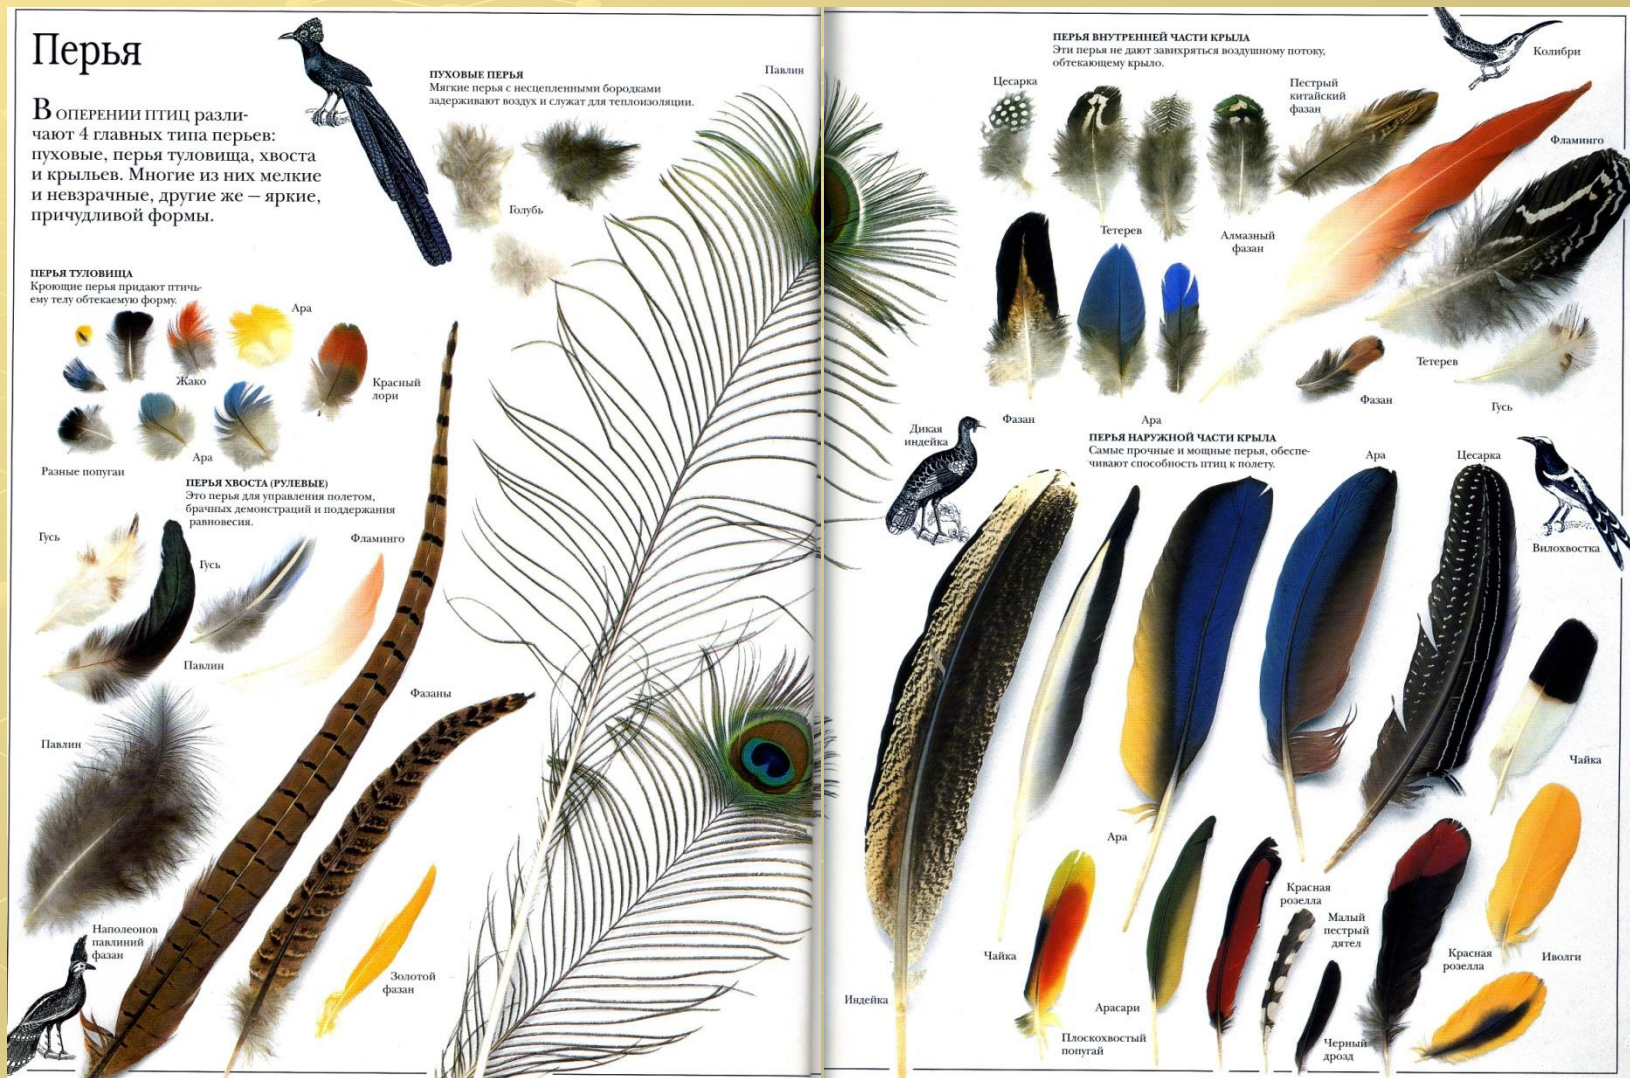 Перья
В ОПЕРЕНИИ ПТИЦ разли-
чают 4 главных типа перьев:
пуховые, перья туловища, хвоста
и крыльев. Многие из них мелкие
и невзрачные, другие же — яркие,
причудливой формы.
ПУХОВЫЕ ПЕРЬЯ
Мягкие перья с несцепленными бородками
задерживают воздух и служат для теплоизоляции.
Павлин
Голубь
ПЕРЬЯ ТУЛОВИЩА
Кроющие перья придают птичь-
ему телу обтекаемую форму.
Ара
Жако
Красный
лори
Ара
Разные попугаи
ПЕРЬЯ ХВОСТА (РУЛЕВЫЕ)
Это перья для управления полетом,
брачных демонстраций и поддержания
равновесия.
Гусь
Гусь
Фламинго
Павлин
Фазаны
Павлин
Наполеонов
павлиний
фазан
Золотой
фазан
ПЕРЬЯ ВНУТРЕННЕЙ ЧАСТИ КРЫЛА
Эти перья не дают завихряться воздушному потоку,
обтекающему крыло.
Колибри
Цесарка
Пестрый
китайский
фазан
Фламинго
Тетерев
Алмазный
фазан
Тетерев
Фазан
Гусь
Фазан
Ара
Дикая
индейка
ПЕРЬЯ НАРУЖНОЙ ЧАСТИ КРЫЛА
Самые прочные и мощные перья, обеспе-
чивают способность птиц к полету.
Ара
Цесарка
Вилохвостка
Чайка
Ара
Красная
розелла
Малый
пестрый
дятел
Чайка
Красная
розелла
Иволги
Индейка
Арасари
Плоскохвостый
попугай
Черный
дрозд